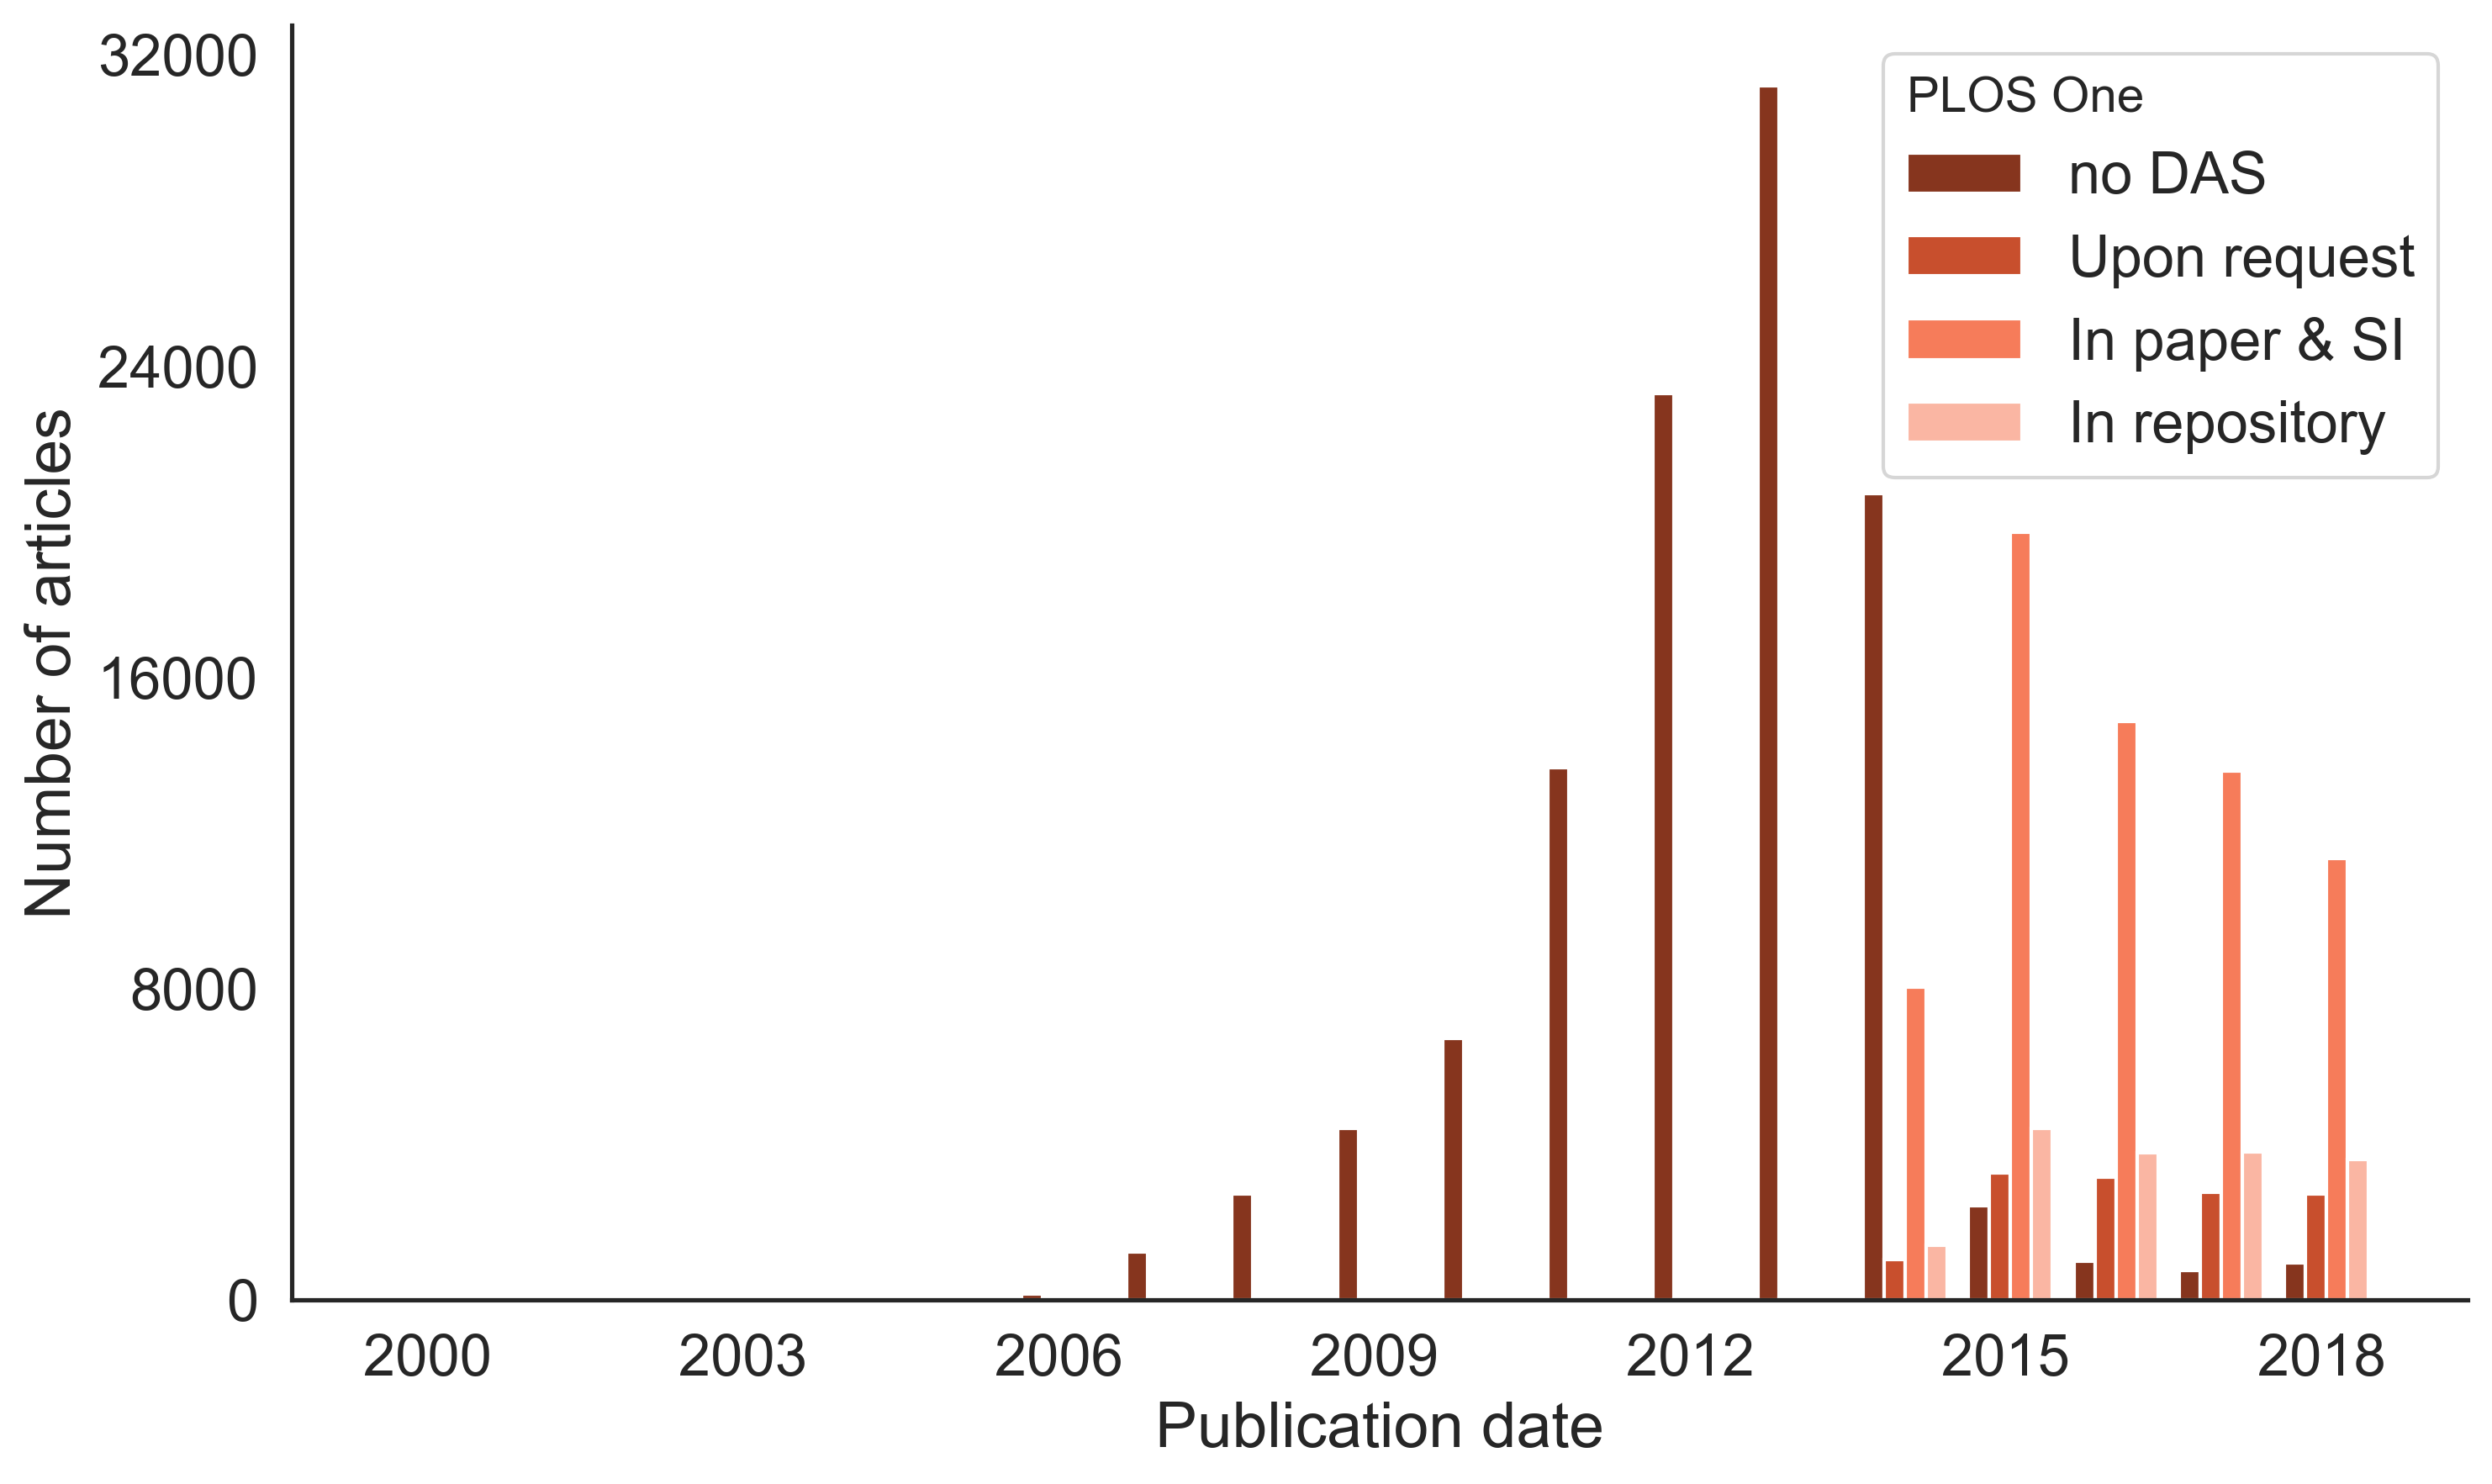 32000
24000
16000
8000
0
Number of articles
PLOS One
no DAS
Upon request
In paper & SI
In repository
2000 2003 2006 2009 2012 2015 2018
Publication date